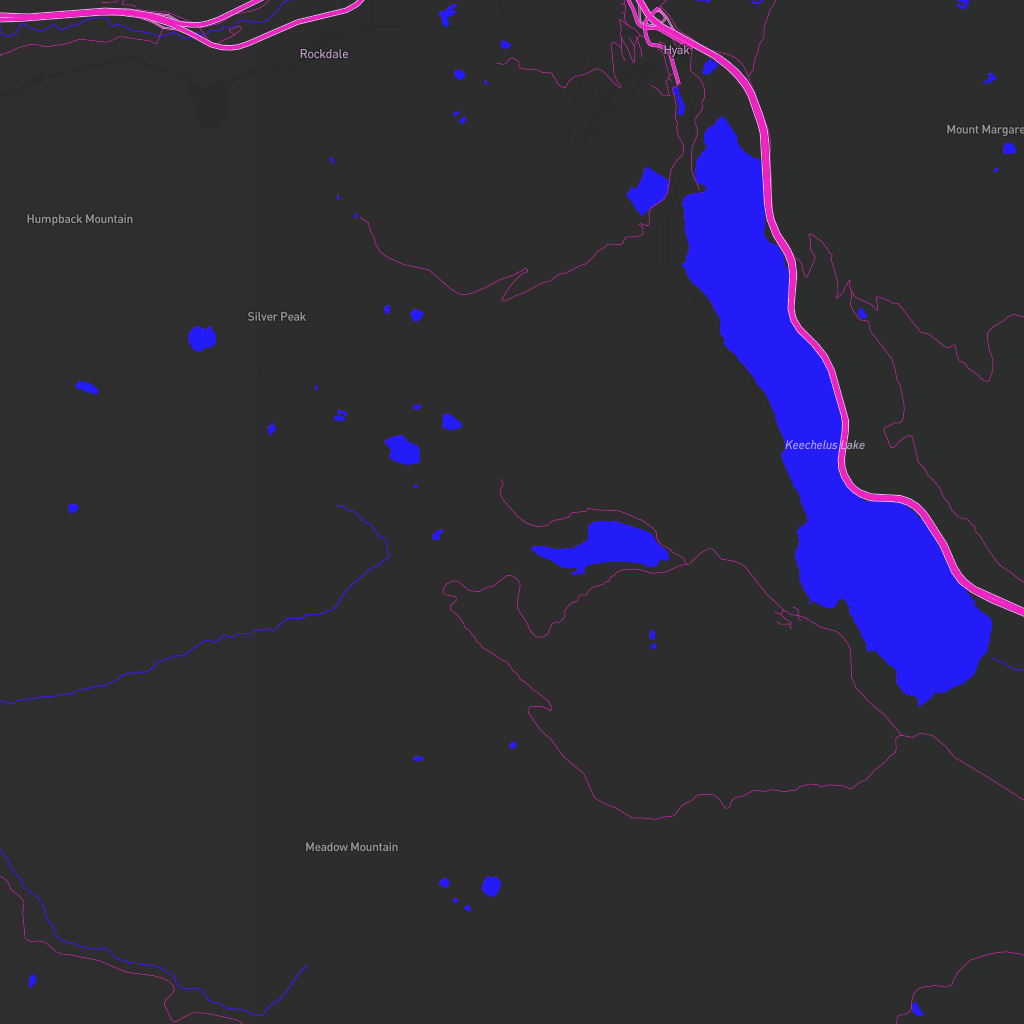 Rockdale
Hyak
Mount Margare
Humpback Mountain
Silver Peak
Keechelus Lake
Meadow Mountain